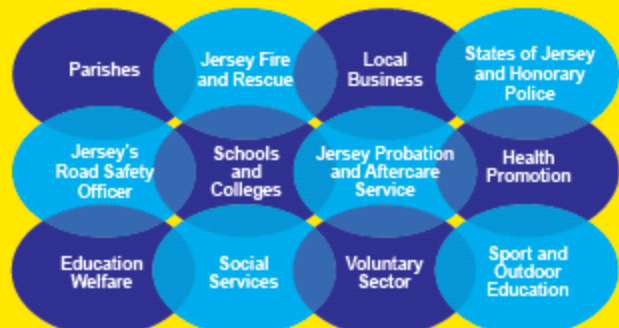 Parishes
Jersey Fire
and Rescue
Local
Business
States of Jersey
and Honorary
Police
Jersey's
Road Safety
Officer
Schools
and
Colleges
Jersey Probation
and Aftercare
Service
Health
Promotion
Education
Welfare
Social
Services
Voluntary
Sector
Sport and
Outdoor
Education